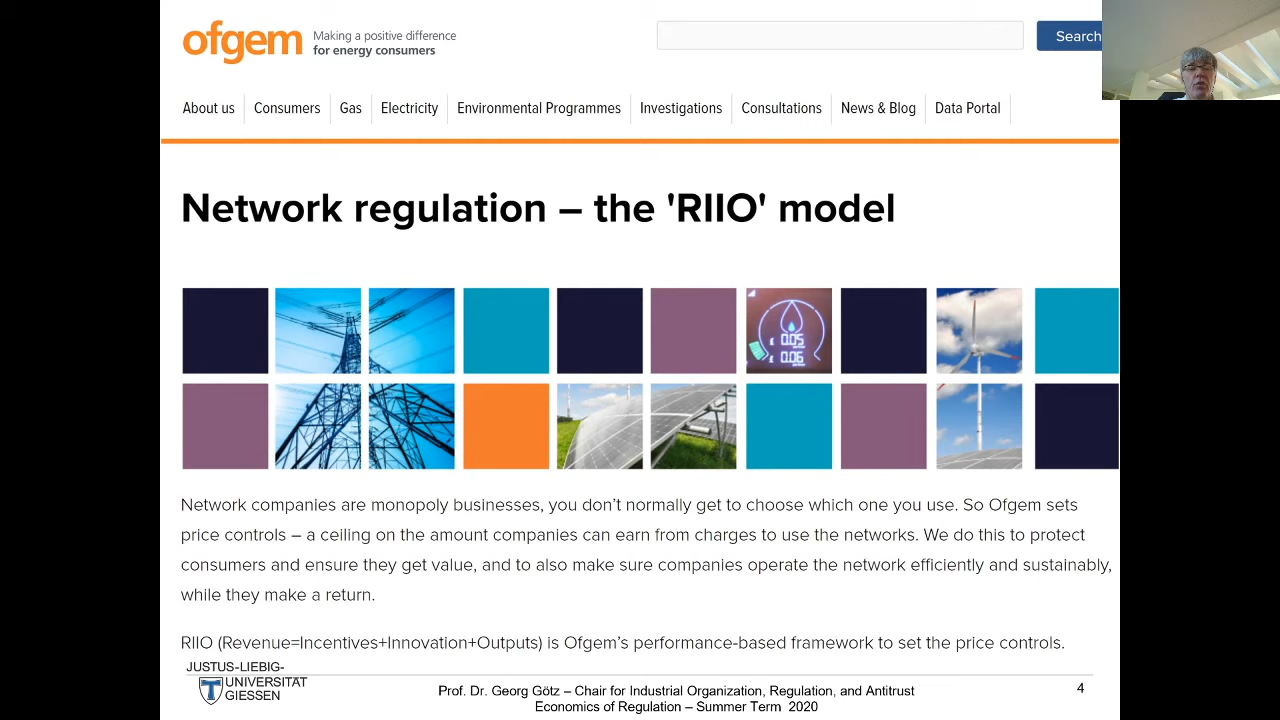 ofgem
Making a positive difference
for energy consumers
Search
About us
Consumers
Gas
Electricity
Environmental Programmes
Investigations
Consultations
News & Blog
Data Portal
Network regulation – the 'RIIO' model
0.05
£
0.06
Network companies are monopoly businesses, you don’t normally get to choose which one you use. So Ofgem sets
price controls – a ceiling on the amount companies can earn from charges to use the networks. We do this to protect
consumers and ensure they get value, and to also make sure companies operate the network efficiently and sustainably,
while they make a return.
RIIO (Revenue=Incentives+Innovation+Outputs) is Ofgem’s performance-based framework to set the price controls.
JUSTUS-LIEBIG-
UNIVERSITÄT
GIESSEN
Prof. Dr. Georg Götz – Chair for Industrial Organization, Regulation, and Antitrust
Economics of Regulation – Summer Term 2020
4